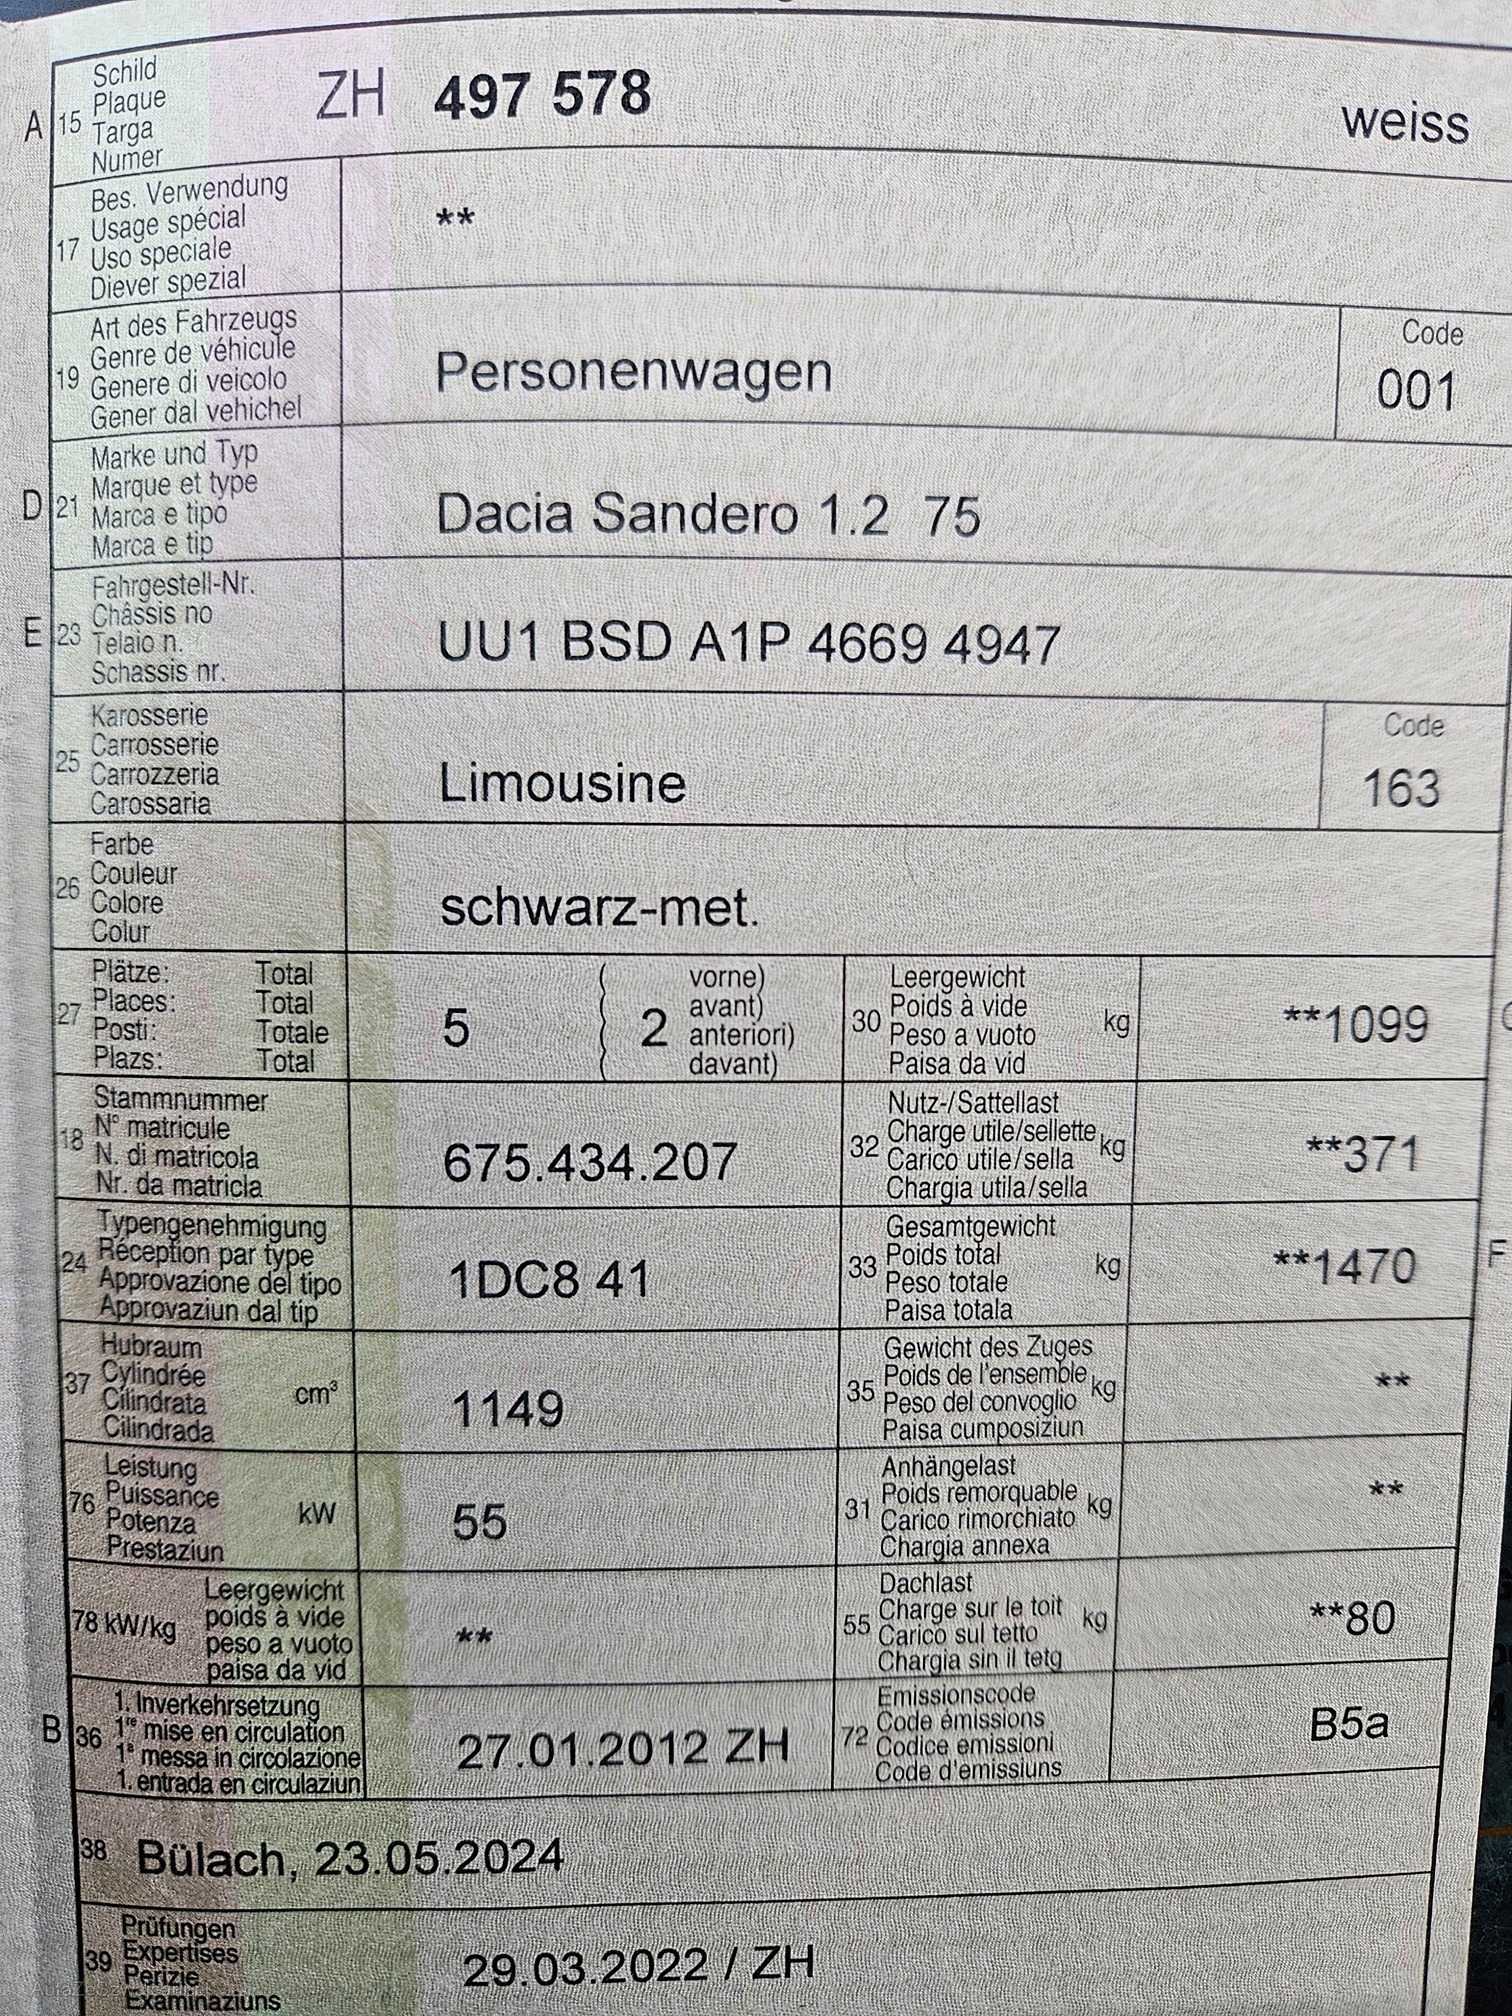 A 15 Schild
Plaque
Targa
Numer
ZH 497 578 weiss
17 Bes. Verwendung
Usage spécial
Uso speciale
Diever spezial
**
19 Art des Fahrzeugs
Genre de véhicule
Genere di veicolo
Gener dal vehichel
Personenwagen
Code
001
D 21 Marke und Typ
Marque et type
Marca e tipo
Marca e tip
Dacia Sandero 1.2 75
E 23 Fahrgestell-Nr.
Châssis no
Telaio n.
Schassis nr.
UU1 BSD A1P 4669 4947
25 Karosserie
Carrosserie
Carrozzeria
Carossaria
Limousine
Code
163
26 Farbe
Couleur
Colore
Colur
schwarz-met.
27 Plätze: Total
Places: Total
Posti: Totale
Plazs: Total
5 ( 2 vorne)
avant)
anteriori)
davant)
30 Leergewicht
Poids à vide
Peso a vuoto
Paisa da vid
kg
**1099
18 Stammnummer
N° matricule
N. di matricola
Nr. da matricla
675.434.207
32 Nutz-/Sattellast
Charge utile/sellette
Carico utile/sella
Chargia utila/sella
kg
**371
24 Typengenehmigung
Réception par type
Approvazione del tipo
Approvaziun dal tip
1DC8 41
33 Gesamtgewicht
Poids total
Peso totale
Paisa totala
kg
**1470
F
37 Hubraum
Cylindrée
Cilindrata
Cilindrada
cm³
1149
35 Gewicht des Zuges
Poids de l'ensemble
Peso del convoglio
Paisa cumposiziun
kg
**
76 Leistung
Puissance
Potenza
Prestaziun
kW
55
31 Anhängelast
Poids remorquable
Carico rimorchiato
Chargia annexa
kg
**
78 kW/kg Leergewicht
poids à vide
peso a vuoto
paisa da vid
**
55 Dachlast
Charge sur le toit
Carico sul tetto
Chargia sin il tetg
kg
**80
B 36 1. Inverkehrsetzung
1re mise en circulation
1a messa in circolazione
1. entrada en circulaziun
27.01.2012 ZH
72 Emissionscode
Code émissions
Codice emissioni
Code d'emissiuns
B5a
38 Bülach, 23.05.2024
39 Prüfungen
Expertises
Perizie
Examinaziuns
29.03.2022 / ZH